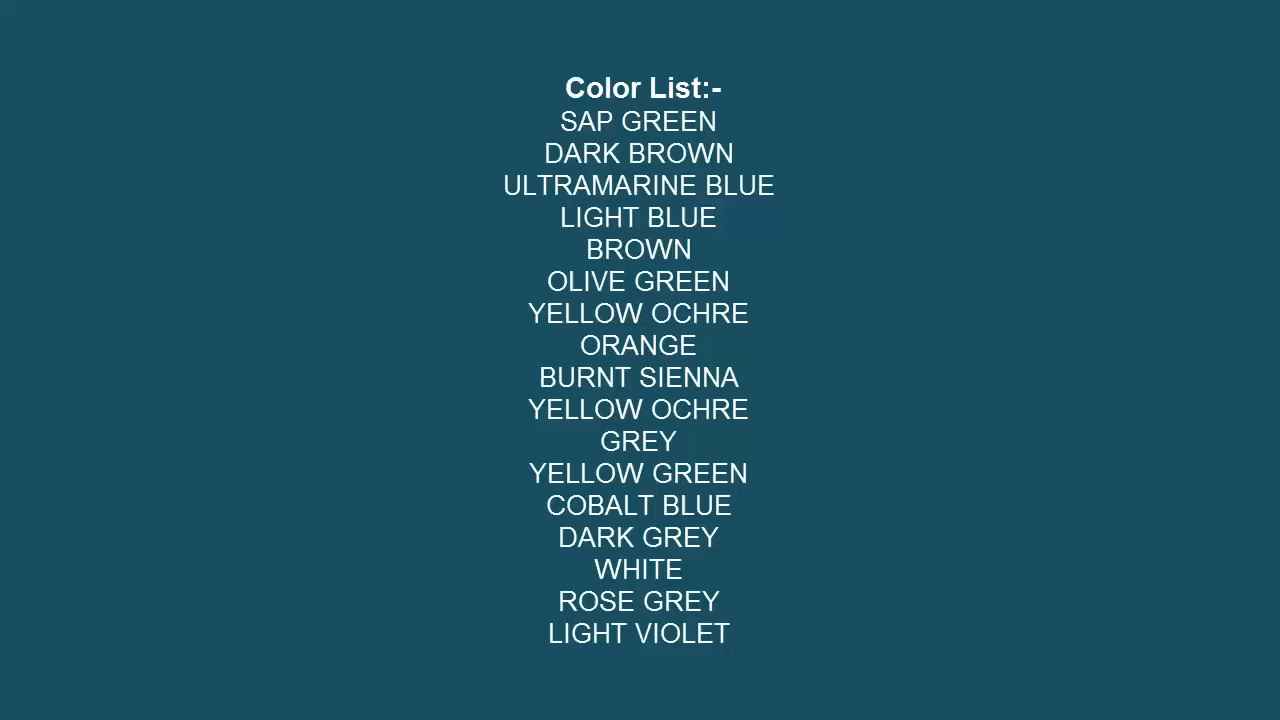 Color List:-
SAP GREEN
DARK BROWN
ULTRAMARINE BLUE
LIGHT BLUE
BROWN
OLIVE GREEN
YELLOW OCHRE
ORANGE
BURNT SIENNA
YELLOW OCHRE
GREY
YELLOW GREEN
COBALT BLUE
DARK GREY
WHITE
ROSE GREY
LIGHT VIOLET